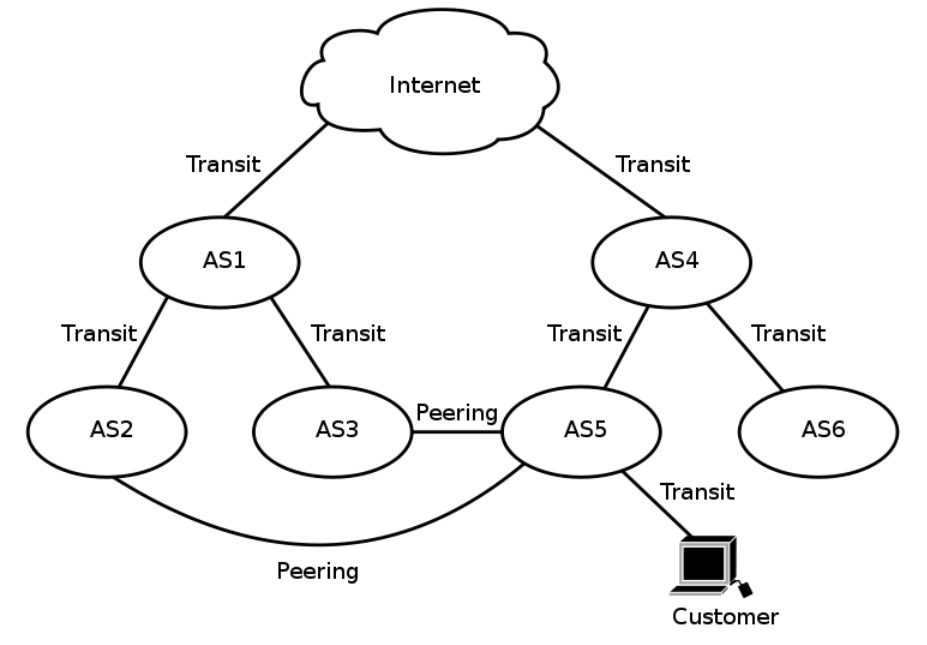 Internet
Transit
Transit
AS1
AS4
Transit
Transit
Transit
Transit
AS2
AS3
Peering
AS5
AS6
Transit
Peering
Customer